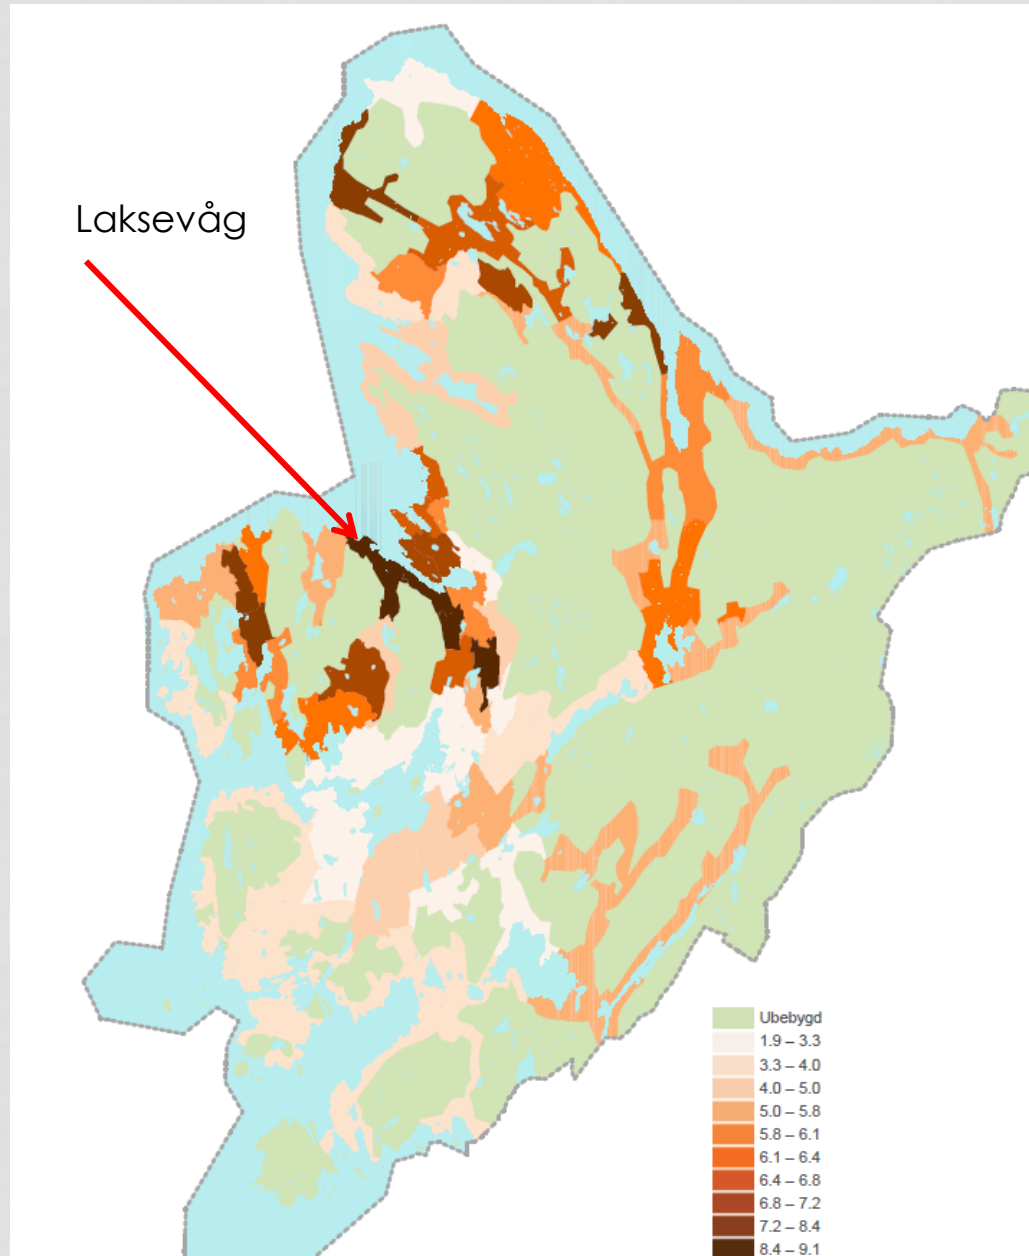 Laksevåg
Ubebygd
1.9 – 3.3
3.3 – 4.0
4.0 – 5.0
5.0 – 5.8
5.8 – 6.1
6.1 – 6.4
6.4 – 6.8
6.8 – 7.2
7.2 – 8.4
8.4 – 9.1